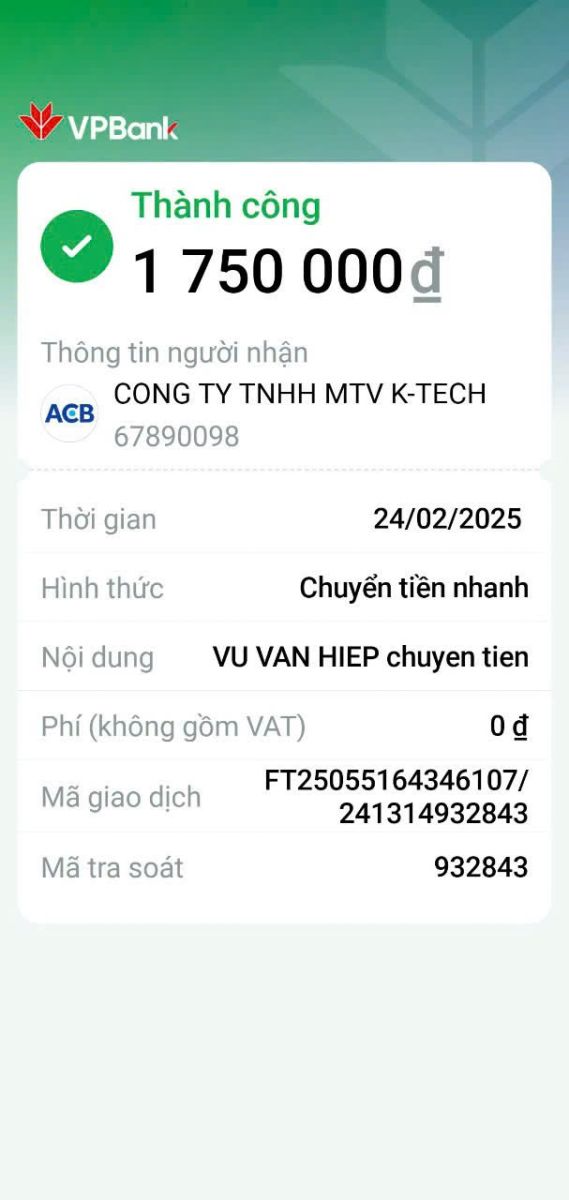 VPBank
Thành công
1 750 000 đ
Thông tin người nhận
CONG TY TNHH MTV K-TECH
ACB
67890098
Thời gian 24/02/2025
Hình thức Chuyển tiền nhanh
Nội dung VU VAN HIEP chuyen tien
Phí (không gồm VAT) 0 đ
Mã giao dịch FT25055164346107/
241314932843
Mã tra soát 932843